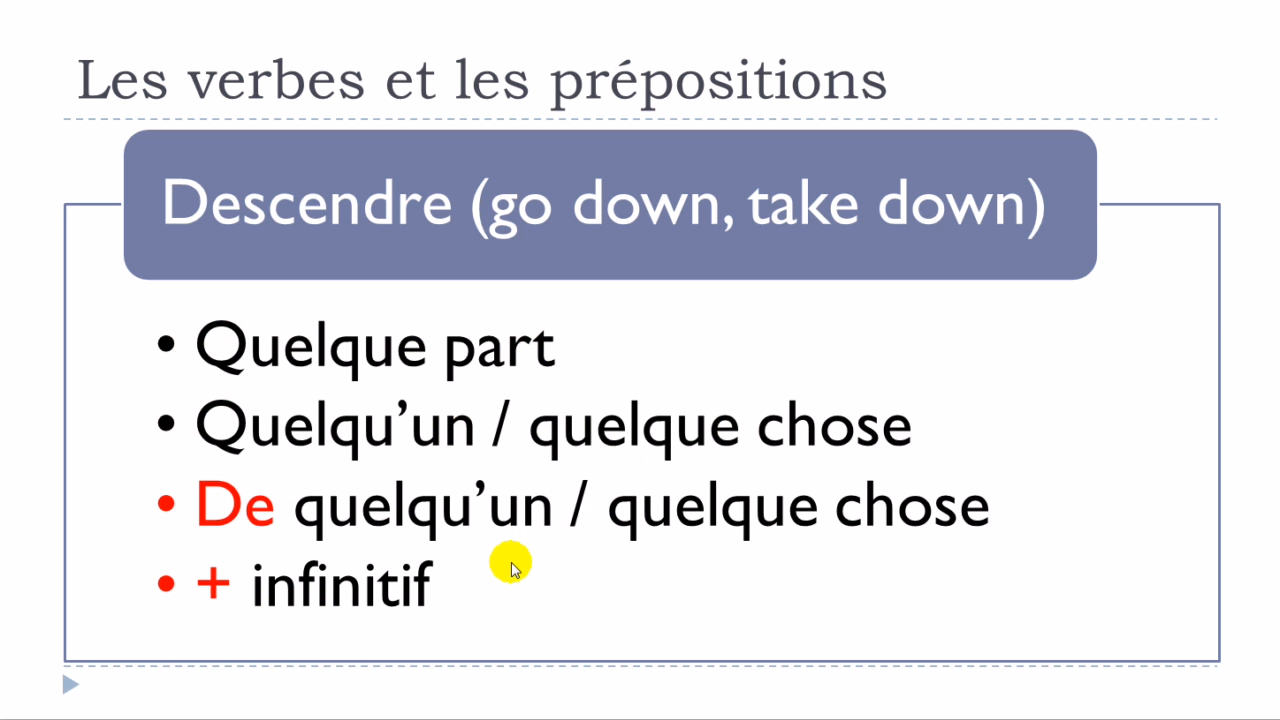 Les verbes et les prépositions
Descendre (go down, take down)
• Quelque part
• Quelqu’un / quelque chose
• De quelqu’un / quelque chose
• + infinitif